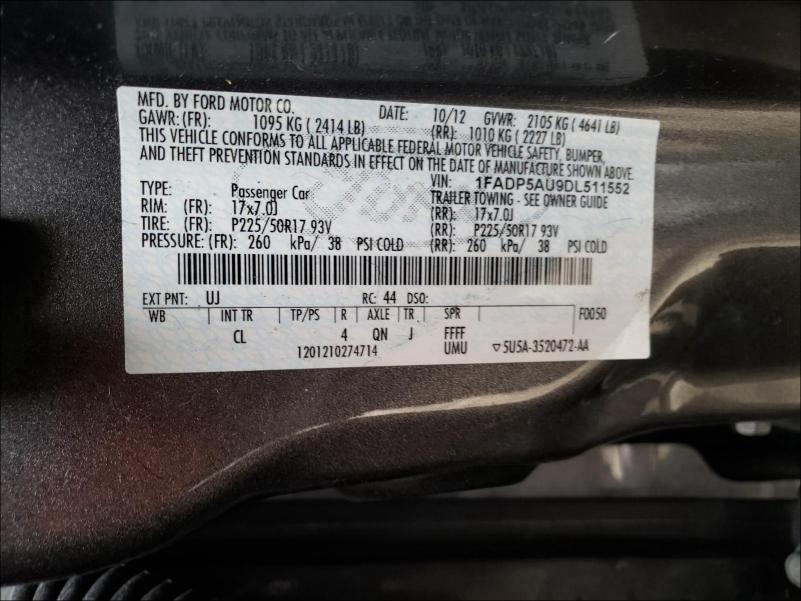 MFD. BY FORD MOTOR CO. DATE: 10/12 GVWR: 2105 KG ( 4641 LB)
GAWR: (FR): 1095 KG ( 2414 LB) (RR): 1010 KG ( 2227 LB)
THIS VEHICLE CONFORMS TO ALL APPLICABLE FEDERAL MOTOR VEHICLE SAFETY, BUMPER,
AND THEFT PREVENTION STANDARDS IN EFFECT ON THE DATE OF MANUFACTURE SHOWN ABOVE.
VIN: 1FADP5AU9DL511552
TYPE: Passenger Car TRAILER TOWING - SEE OWNER GUIDE
RIM: (FR): 17x7.0J (RR): 17x7.0J
TIRE: (FR): P225/50R17 93V (RR): P225/50R17 93V
PRESSURE: (FR): 260 kPa/ 38 PSI COLD (RR): 260 kPa/ 38 PSI COLD
EXT PNT: UJ RC: 44 DSO:
WB INT TR TP/PS R AXLE TR SPR F0050
CL 4 QN J FFFF
1201210274714 UMU ▽5U5A-3520472-AA